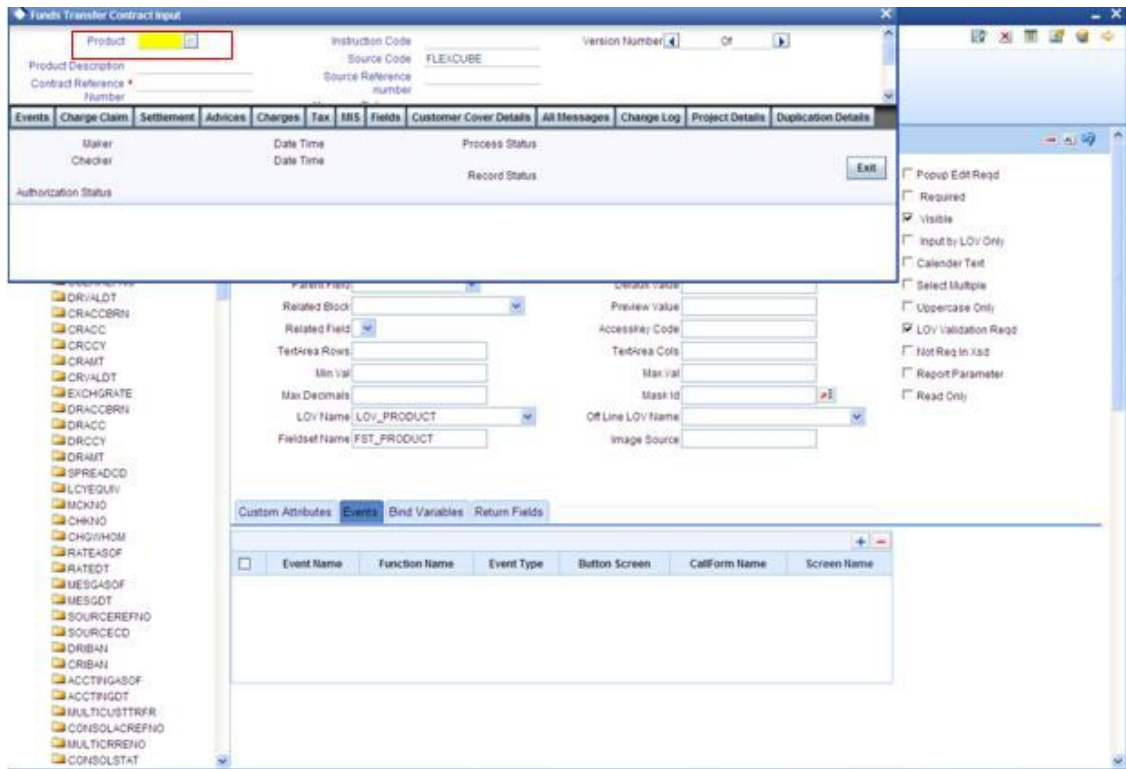 Funds Transfer Contract Input
Product Instruction Code Version Number Of
Product Description Source Code FLEXCUBE
Contract Reference * Source Reference
Number number
Events Charge Claim Settlement Advices Charges Tax MIS Fields Customer Cover Details All Messages Change Log Project Details Duplication Details
Maker Date Time Process Status
Checker Date Time
Record Status Exit
Authorization Status
Popup Edit Reqd
Required
Visible
Input by LOV Only
Calender Text
Select Multiple
Uppercase Only
LOV Validation Reqd
Not Req In Xsd
Report Parameter
Read Only
Parent Field Default Value
Related Block Preview Value
Related Field Accesskey Code
TextArea Rows TextArea Cols
Min Val Max Val
Max Decimals Mask Id
LOV Name LOV_PRODUCT Off Line LOV Name
Fieldset Name FST_PRODUCT Image Source
DRVALDT
CRACCBRN
CRACC
CRCCY
CRAMT
CRVALDT
EXCHGRATE
DRACCBRN
DRACC
DRCCY
DRAMT
SPREADCD
LCYEQUIV
MCKNO
CHKNO
CHGWHOM
RATEASOF
RATEDT
MESGASOF
MESGDT
SOURCEREFNO
SOURCECD
DRIBAN
CRIBAN
ACCTINGASOF
ACCTINGDT
MULTICUSTTRFR
CONSOLACREFNO
MULTICRRENO
CONSOLSTAT
Custom Attributes Events Bind Variables Return Fields
Event Name Function Name Event Type Button Screen CallForm Name Screen Name